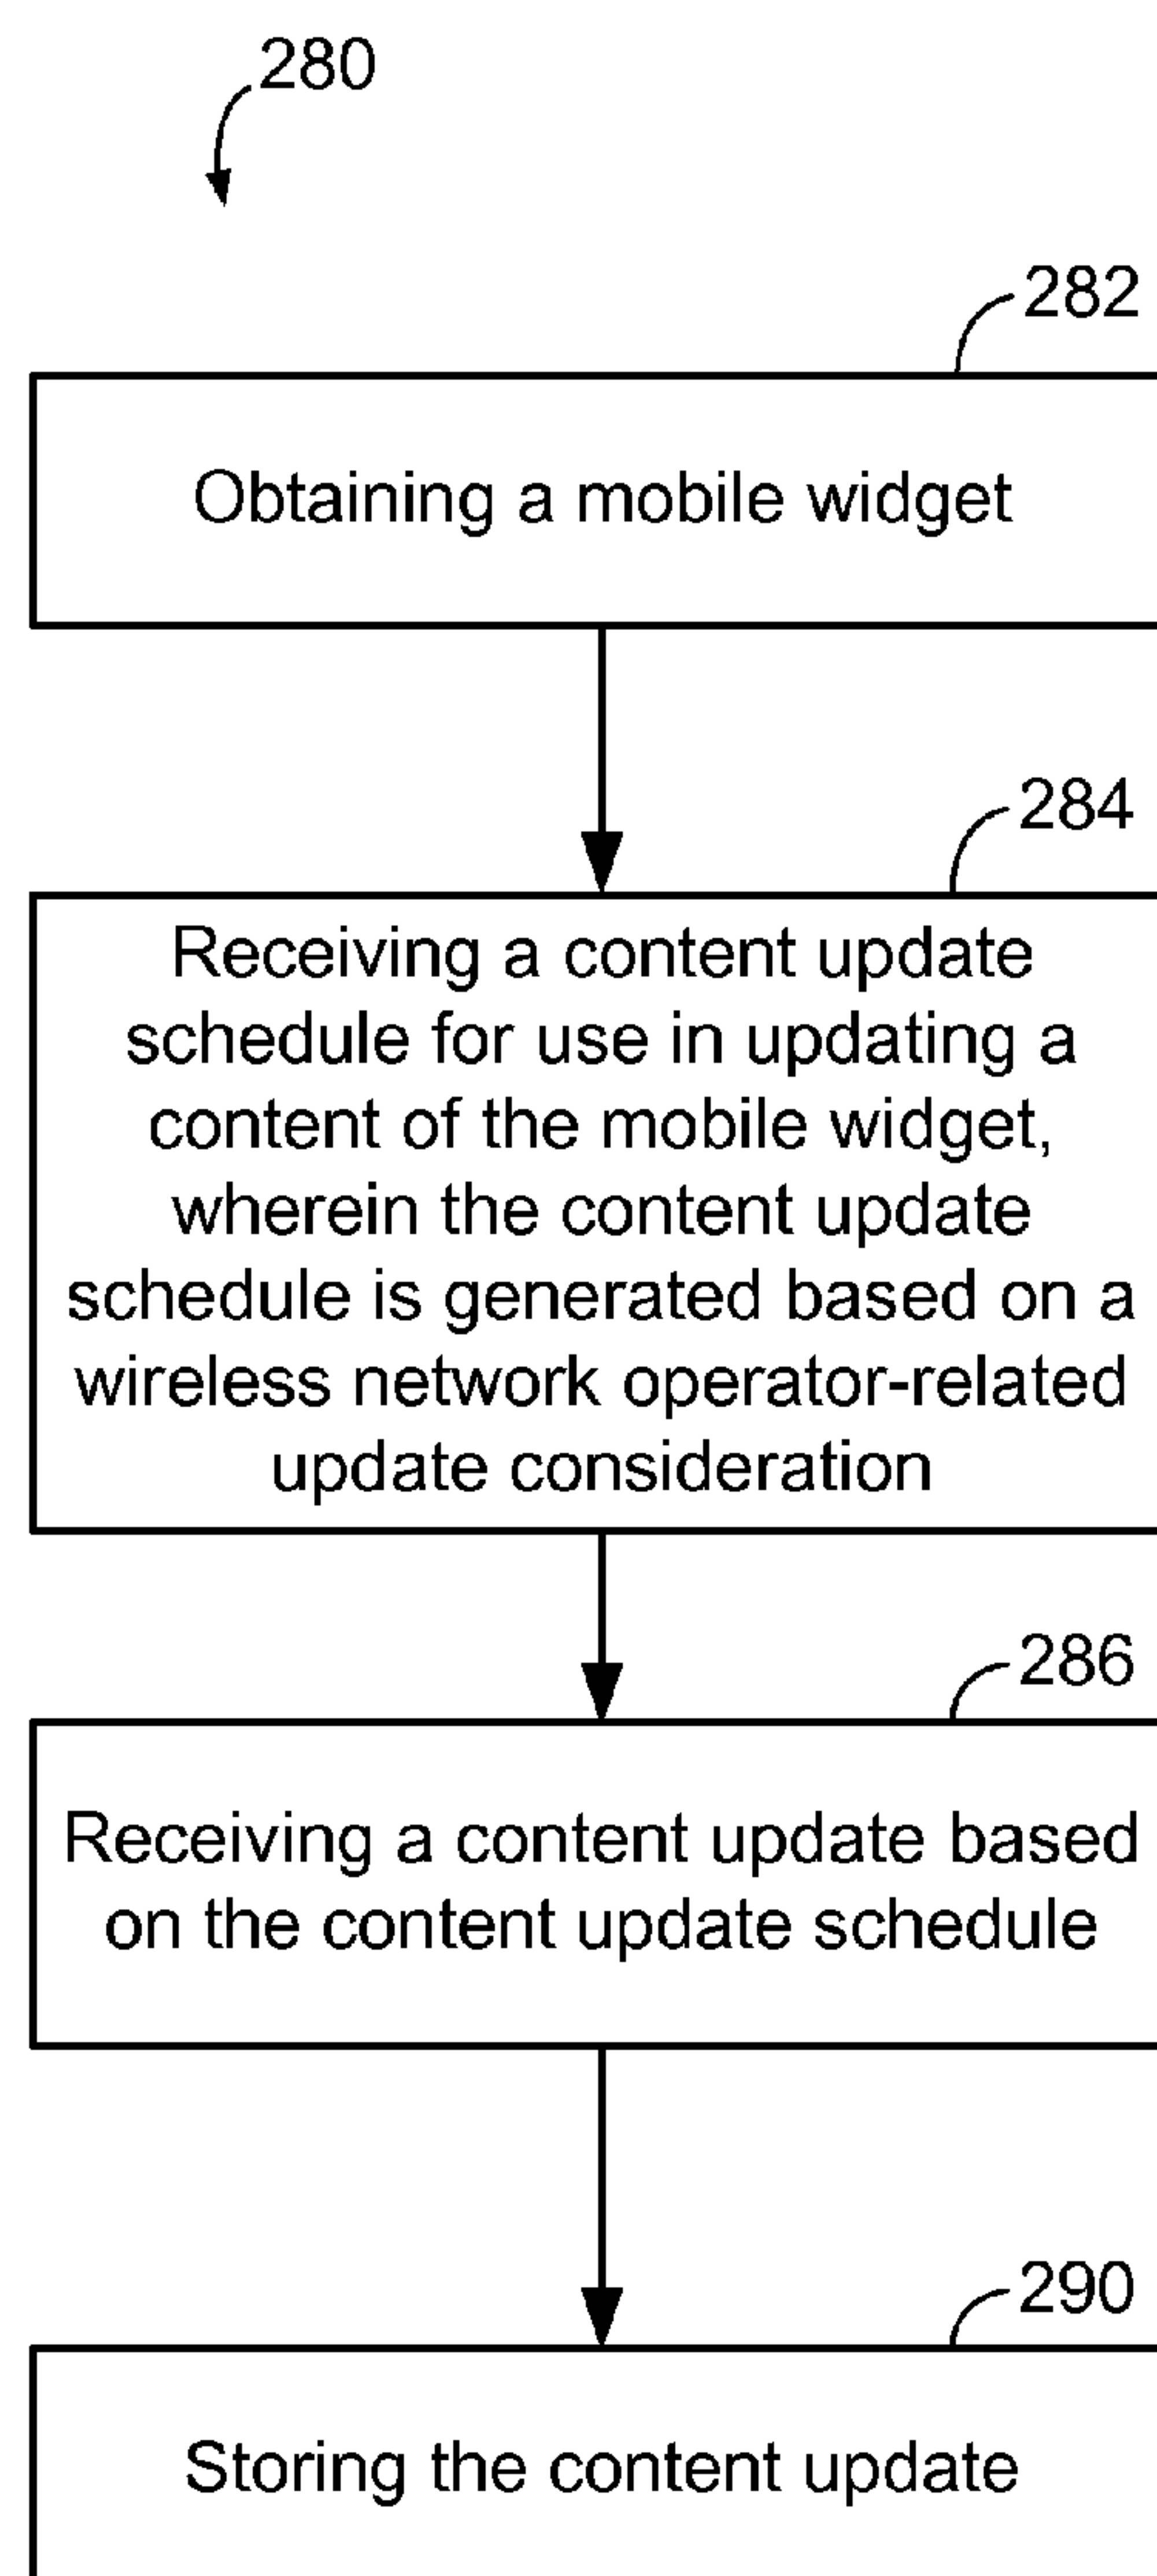 280
282
Obtaining a mobile widget
284
Receiving a content update
schedule for use in updating a
content of the mobile widget,
wherein the content update
schedule is generated based on a
wireless network operator-related
update consideration
286
Receiving a content update based
on the content update schedule
290
Storing the content update